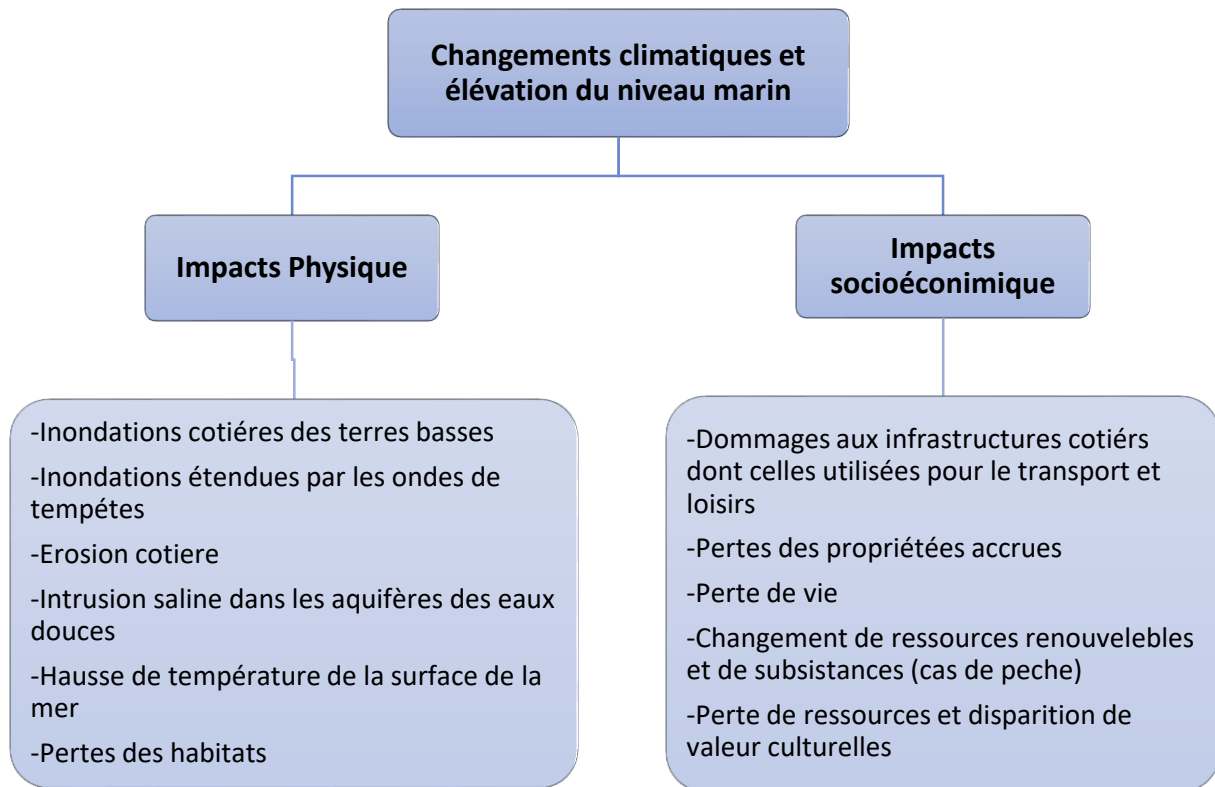 Changements climatiques et
élévation du niveau marin
Impacts Physique
Impacts
socioéconimique
-Inondations cotiéres des terres basses
-Inondations étendues par les ondes de
tempétes
-Erosion cotiere
-Intrusion saline dans les aquifères des eaux
douces
-Hausse de température de la surface de la
mer
-Pertes des habitats
-Dommages aux infrastructures cotiérs
dont celles utilisées pour le transport et
loisirs
-Pertes des propriétées accrues
-Perte de vie
-Changement de ressources renouvelebles
et de subsistances (cas de peche)
-Perte de ressources et disparition de
valeur culturelles